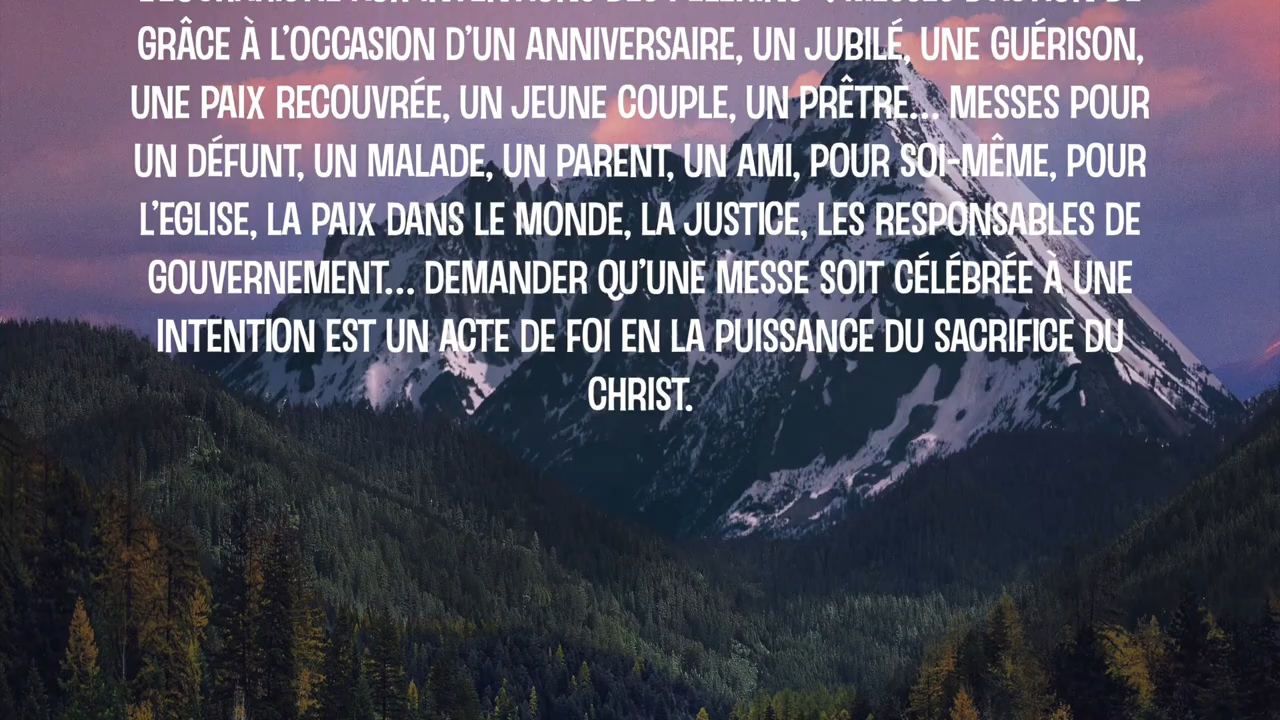 GRÂCE À L'OCCASION D'UN ANNIVERSAIRE, UN JUBILÉ, UNE GUÉRISON,
UNE PAIX RECOUVRÉE, UN JEUNE COUPLE, UN PRÊTRE... MESSES POUR
UN DÉFUNT, UN MALADE, UN PARENT, UN AMI, POUR SOI-MÊME, POUR
L'EGLISE, LA PAIX DANS LE MONDE, LA JUSTICE, LES RESPONSABLES DE
GOUVERNEMENT... DEMANDER QU'UNE MESSE SOIT CÉLÉBRÉE À UNE
INTENTION EST UN ACTE DE FOI EN LA PUISSANCE DU SACRIFICE DU
CHRIST.